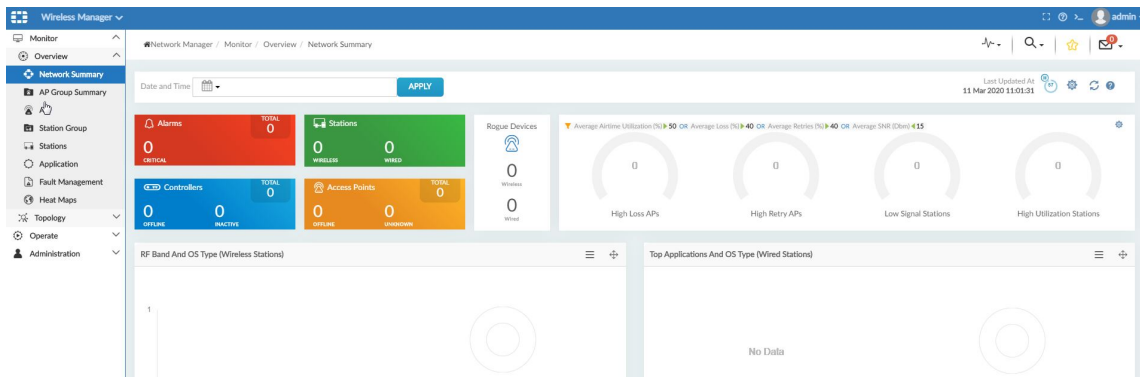 Wireless Manager
admin
Monitor
Overview
Network Summary
AP Group Summary
Station Group
Stations
Application
Fault Management
Heat Maps
Topology
Operate
Administration
Network Manager / Monitor / Overview / Network Summary
0
Date and Time
APPLY
Last Updated At
11 Mar 2020 11:01:31
57
Alarms
TOTAL
0
0
CRITICAL
Stations
0 0
WIRELESS WIRED
Controllers
TOTAL
0
0 0
OFFLINE INACTIVE
Access Points
TOTAL
0
0 0
OFFLINE UNKNOWN
Rogue Devices
0
Wireless
0
Wired
Average Airtime Utilization (%) 50 OR Average Loss (%) 40 OR Average Retries (%) 40 OR Average SNR (Dbm) 15
0 0 0 0
High Loss APs High Retry APs Low Signal Stations High Utilization Stations
RF Band And OS Type (Wireless Stations)
1
Top Applications And OS Type (Wired Stations)
No Data